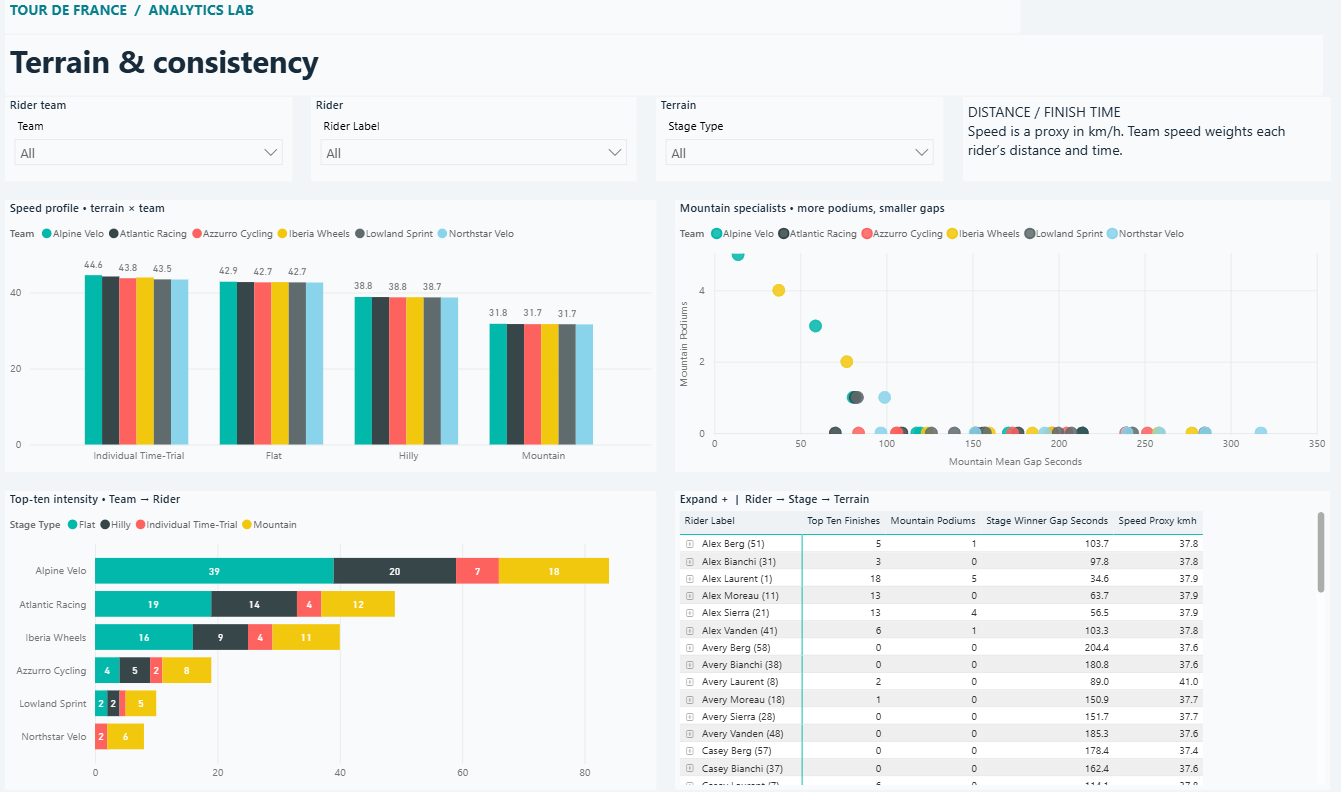 TOUR DE FRANCE / ANALYTICS LAB
Terrain & consistency
Rider team
Team
All
Rider
Rider Label
All
Terrain
Stage Type
All
DISTANCE / FINISH TIME
Speed is a proxy in km/h. Team speed weights each
rider's distance and time.
Speed profile • terrain × team
Team Alpine Velo Atlantic Racing Azzurro Cycling Iberia Wheels Lowland Sprint Northstar Velo
44.6 43.8 43.5 42.9 42.7 42.7 38.8 38.8 38.7 31.8 31.7 31.7
40
20
0
Individual Time-Trial Flat Hilly Mountain
Mountain specialists • more podiums, smaller gaps
Team Alpine Velo Atlantic Racing Azzurro Cycling Iberia Wheels Lowland Sprint Northstar Velo
Mountain Podiums
4
2
0
0 50 100 150 200 250 300 350
Mountain Mean Gap Seconds
Top-ten intensity • Team → Rider
Stage Type Flat Hilly Individual Time-Trial Mountain
Alpine Velo 39 20 7 18
Atlantic Racing 19 14 4 12
Iberia Wheels 16 9 4 11
Azzurro Cycling 4 5 2 8
Lowland Sprint 2 2 5
Northstar Velo 2 6
0 20 40 60 80
Expand + | Rider → Stage → Terrain
Rider Label Top Ten Finishes Mountain Podiums Stage Winner Gap Seconds Speed Proxy kmh
Alex Berg (51) 5 1 103.7 37.8
Alex Bianchi (31) 3 0 97.8 37.8
Alex Laurent (1) 18 5 34.6 37.9
Alex Moreau (11) 13 0 63.7 37.9
Alex Sierra (21) 13 4 56.5 37.9
Alex Vanden (41) 6 1 103.3 37.8
Avery Berg (58) 0 0 204.4 37.6
Avery Bianchi (38) 0 0 180.8 37.6
Avery Laurent (8) 2 0 89.0 41.0
Avery Moreau (18) 1 0 150.9 37.7
Avery Sierra (28) 0 0 151.7 37.7
Avery Vanden (48) 0 0 185.3 37.6
Casey Berg (57) 0 0 178.4 37.4
Casey Bianchi (37) 0 0 162.4 37.6